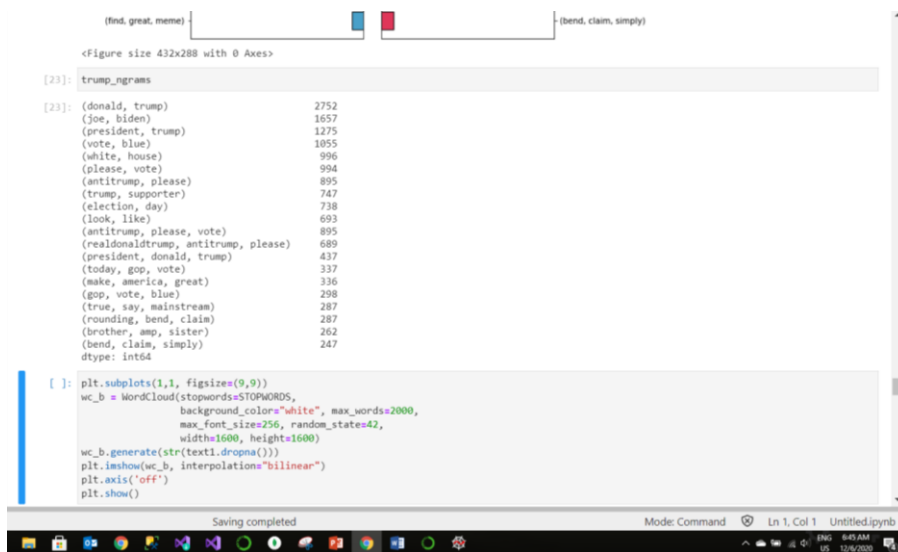 (find, great, meme)
(bend, claim, simply)
<Figure size 432x288 with 0 Axes>
[23]: trump_ngrams
[23]: (donald, trump) 2752
(joe, biden) 1657
(president, trump) 1275
(vote, blue) 1055
(white, house) 996
(please, vote) 994
(antitrump, please) 895
(trump, supporter) 747
(election, day) 738
(look, like) 693
(antitrump, please, vote) 895
(realdonaldtrump, antitrump, please) 689
(president, donald, trump) 437
(today, gop, vote) 337
(make, america, great) 336
(gop, vote, blue) 298
(true, say, mainstream) 287
(rounding, bend, claim) 287
(brother, amp, sister) 262
(bend, claim, simply) 247
dtype: int64
[ ]: plt.subplots(1,1, figsize=(9,9))
wc_b = WordCloud(stopwords=STOPWORDS,
background_color="white", max_words=2000,
max_font_size=256, random_state=42,
width=1600, height=1600)
wc_b.generate(str(text1.dropna()))
plt.imshow(wc_b, interpolation="bilinear")
plt.axis('off')
plt.show()
Saving completed
Mode: Command
Ln 1, Col 1
Untitled.ipynb
ENG
US
6:45 AM
12/6/2020